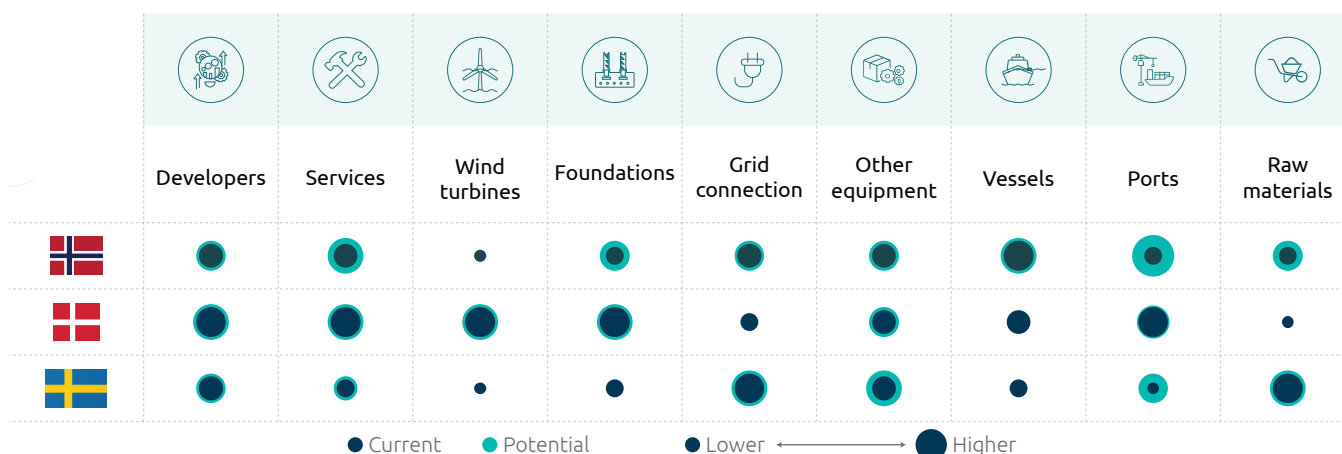 Developers
Services
Wind
turbines
Foundations
Grid
connection
Other
equipment
Vessels
Ports
Raw
materials
Current
Potential
Lower
Higher